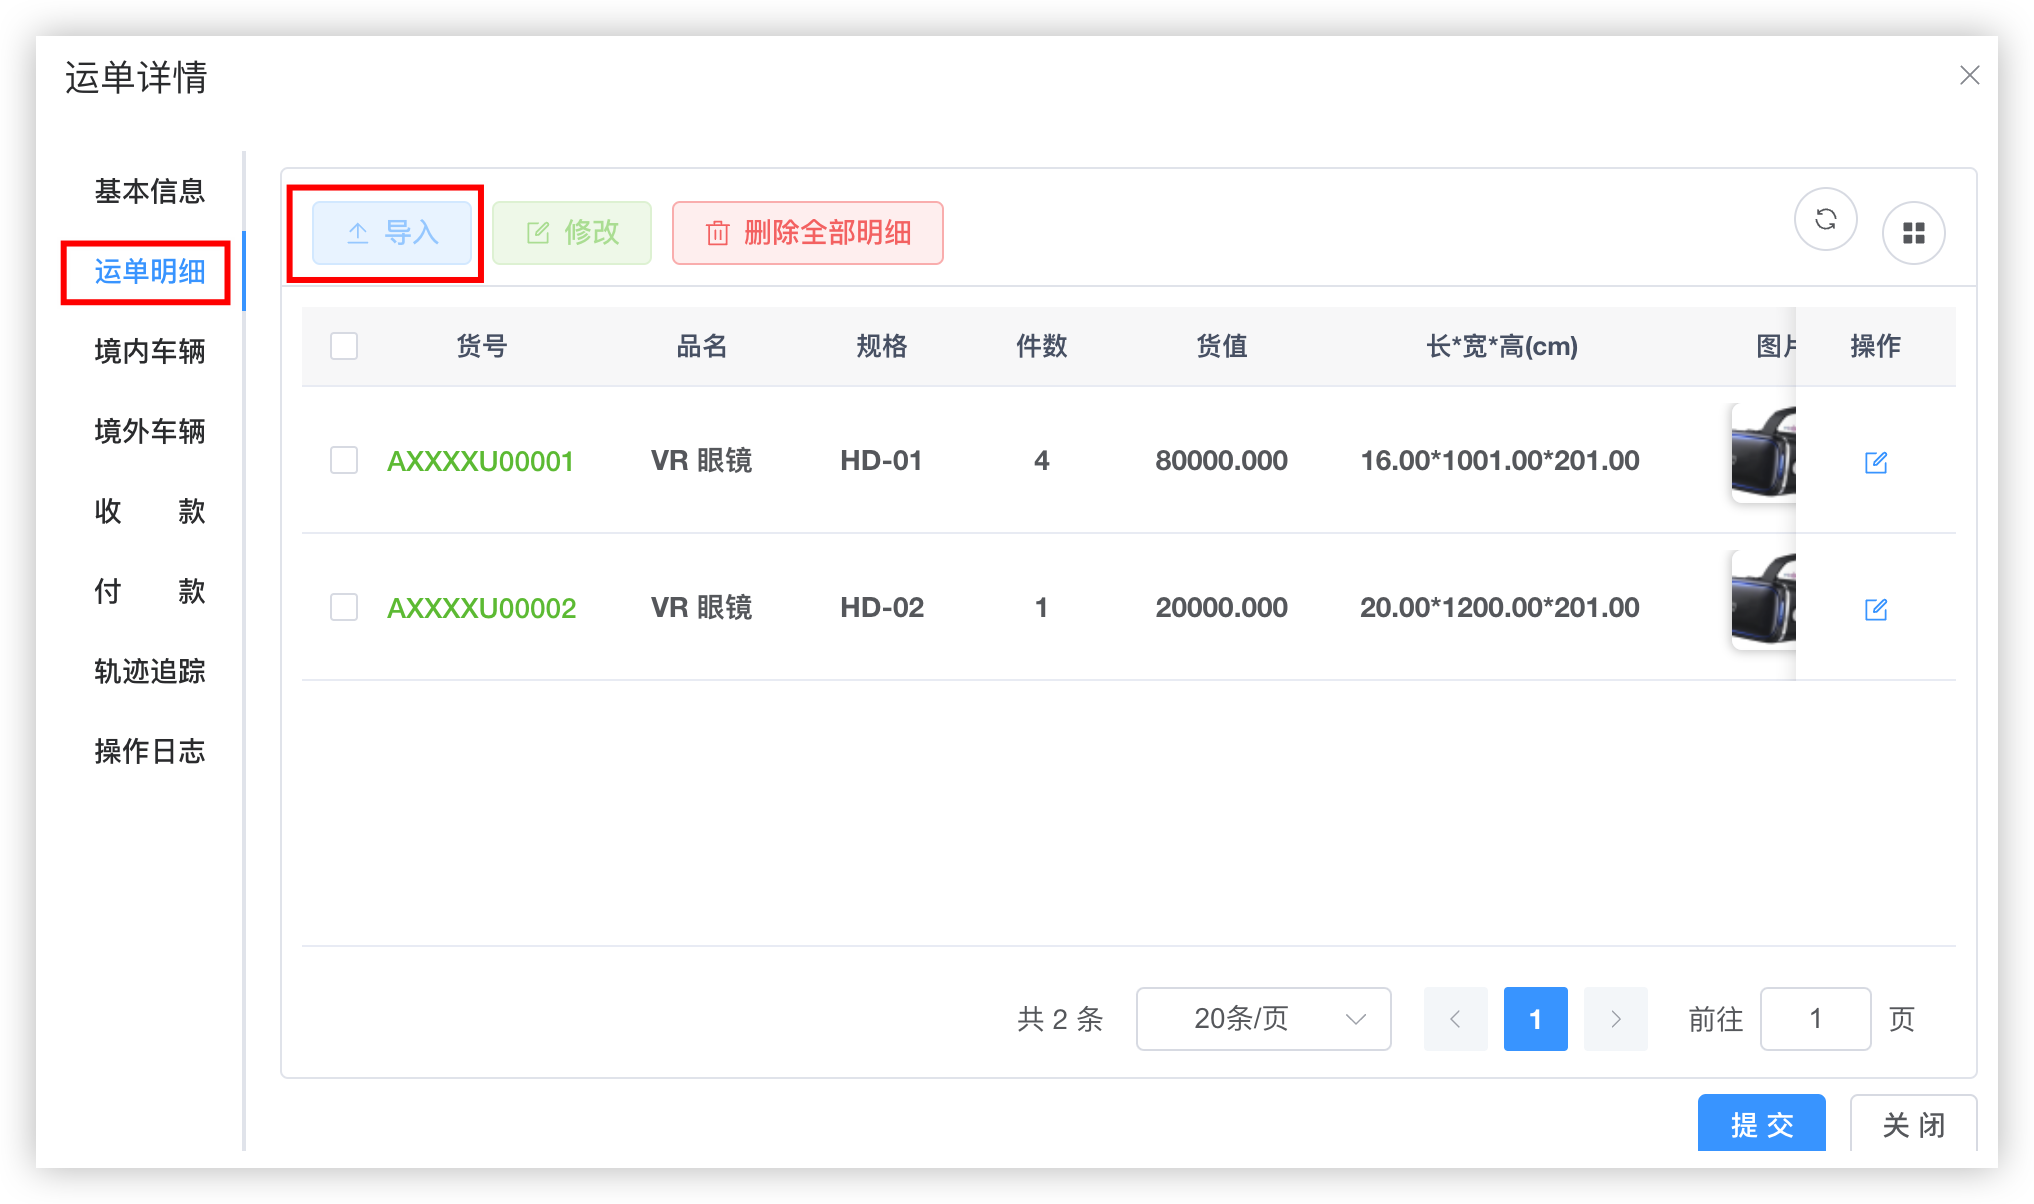 运单详情
基本信息
运单明细
境内车辆
境外车辆
收 款
付 款
轨迹追踪
操作日志
导入 修改 删除全部明细
货号 品名 规格 件数 货值 长*宽*高(cm) 图片 操作
AXXXXU00001 VR 眼镜 HD-01 4 80000.000 16.00*1001.00*201.00
AXXXXU00002 VR 眼镜 HD-02 1 20000.000 20.00*1200.00*201.00
共 2 条 20条/页 1 前往 1 页
提 交 关 闭